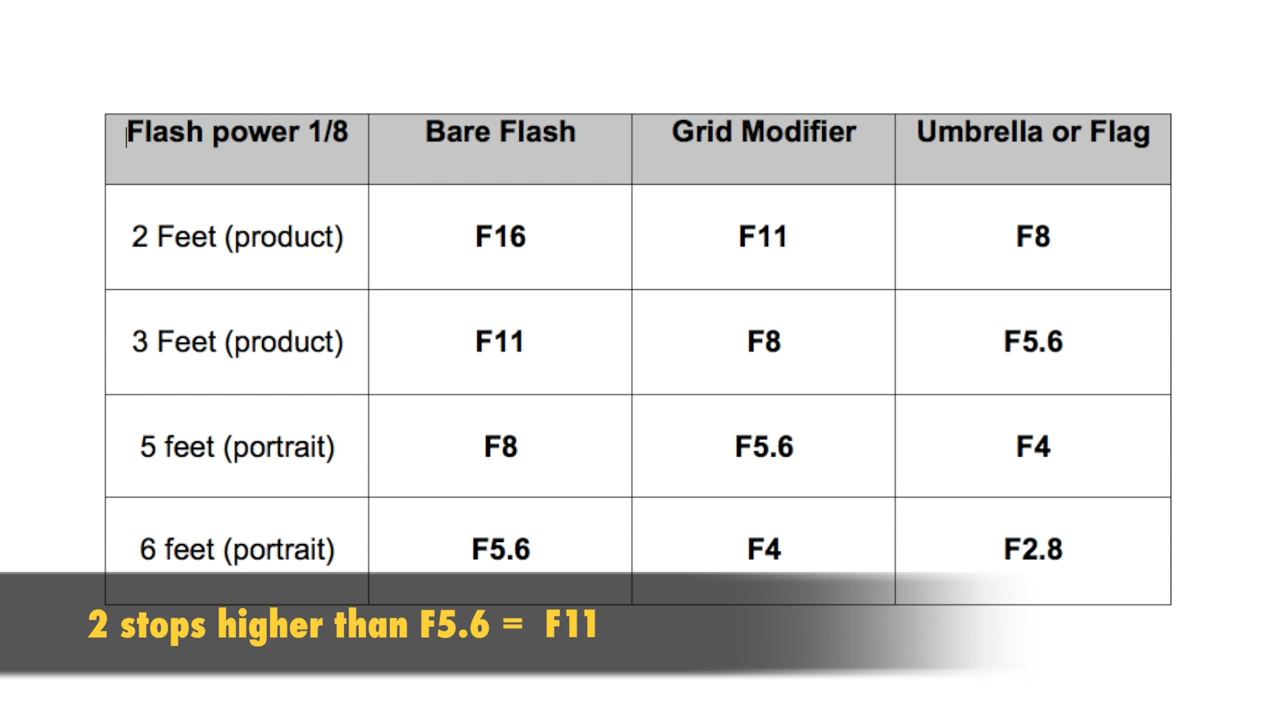 Flash power 1/8 Bare Flash Grid Modifier Umbrella or Flag
2 Feet (product) F16 F11 F8
3 Feet (product) F11 F8 F5.6
5 feet (portrait) F8 F5.6 F4
6 feet (portrait) F5.6 F4 F2.8
2 stops higher than F5.6 = F11